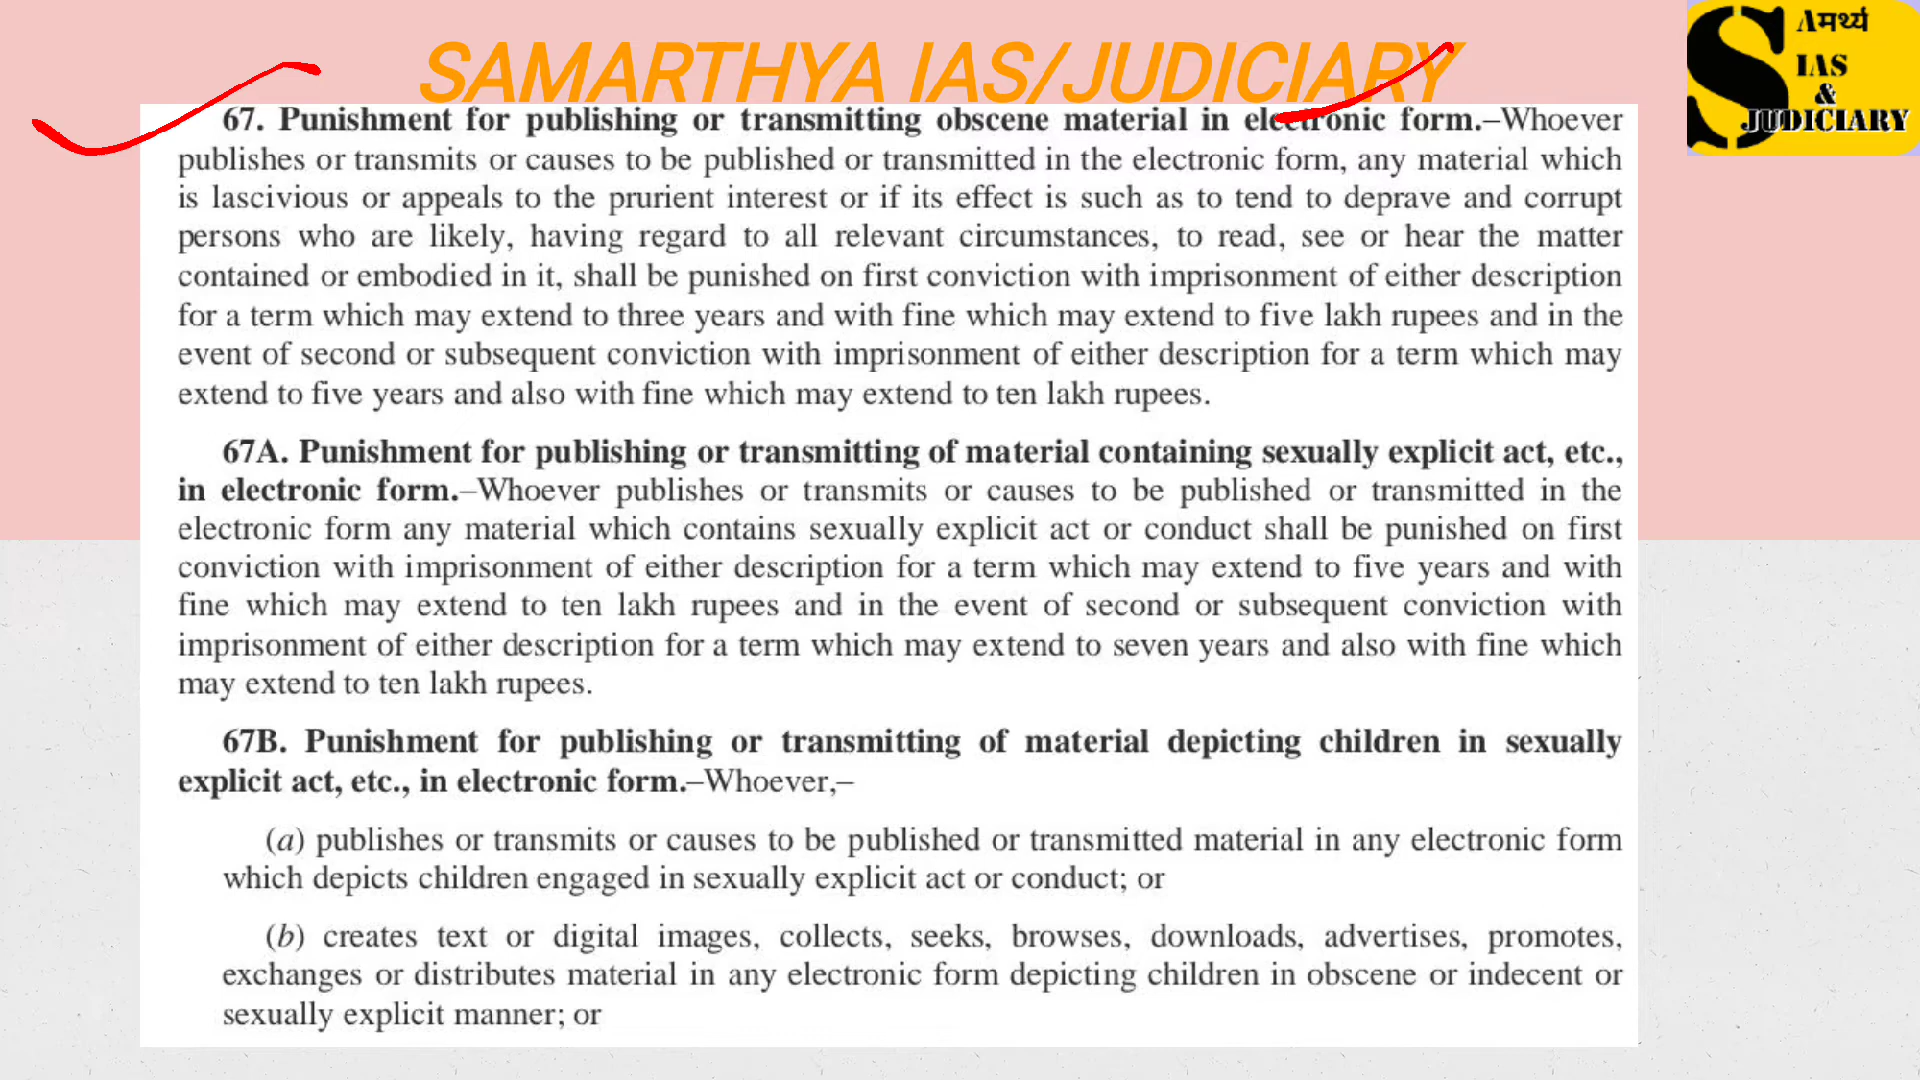 SAMARTHYA IAS/JUDICIARY
Aमर्थ्य
IAS
&
JUDICIARY
67. Punishment for publishing or transmitting obscene material in electronic form.–Whoever
publishes or transmits or causes to be published or transmitted in the electronic form, any material which
is lascivious or appeals to the prurient interest or if its effect is such as to tend to deprave and corrupt
persons who are likely, having regard to all relevant circumstances, to read, see or hear the matter
contained or embodied in it, shall be punished on first conviction with imprisonment of either description
for a term which may extend to three years and with fine which may extend to five lakh rupees and in the
event of second or subsequent conviction with imprisonment of either description for a term which may
extend to five years and also with fine which may extend to ten lakh rupees.
67A. Punishment for publishing or transmitting of material containing sexually explicit act, etc.,
in electronic form.–Whoever publishes or transmits or causes to be published or transmitted in the
electronic form any material which contains sexually explicit act or conduct shall be punished on first
conviction with imprisonment of either description for a term which may extend to five years and with
fine which may extend to ten lakh rupees and in the event of second or subsequent conviction with
imprisonment of either description for a term which may extend to seven years and also with fine which
may extend to ten lakh rupees.
67B. Punishment for publishing or transmitting of material depicting children in sexually
explicit act, etc., in electronic form.–Whoever,–
(a) publishes or transmits or causes to be published or transmitted material in any electronic form
which depicts children engaged in sexually explicit act or conduct; or
(b) creates text or digital images, collects, seeks, browses, downloads, advertises, promotes,
exchanges or distributes material in any electronic form depicting children in obscene or indecent or
sexually explicit manner; or